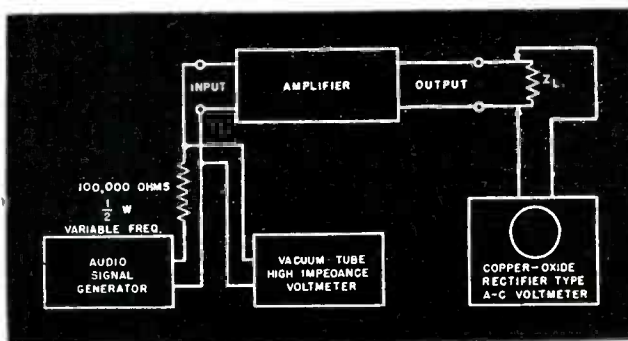 INPUT
AMPLIFIER
OUTPUT
Z L.
100,000 OHMS
1/2 W
VARIABLE FREQ.
AUDIO
SIGNAL
GENERATOR
VACUUM-TUBE
HIGH IMPEDANCE
VOLTMETER
COPPER-OXIDE
RECTIFIER TYPE
A-C VOLTMETER